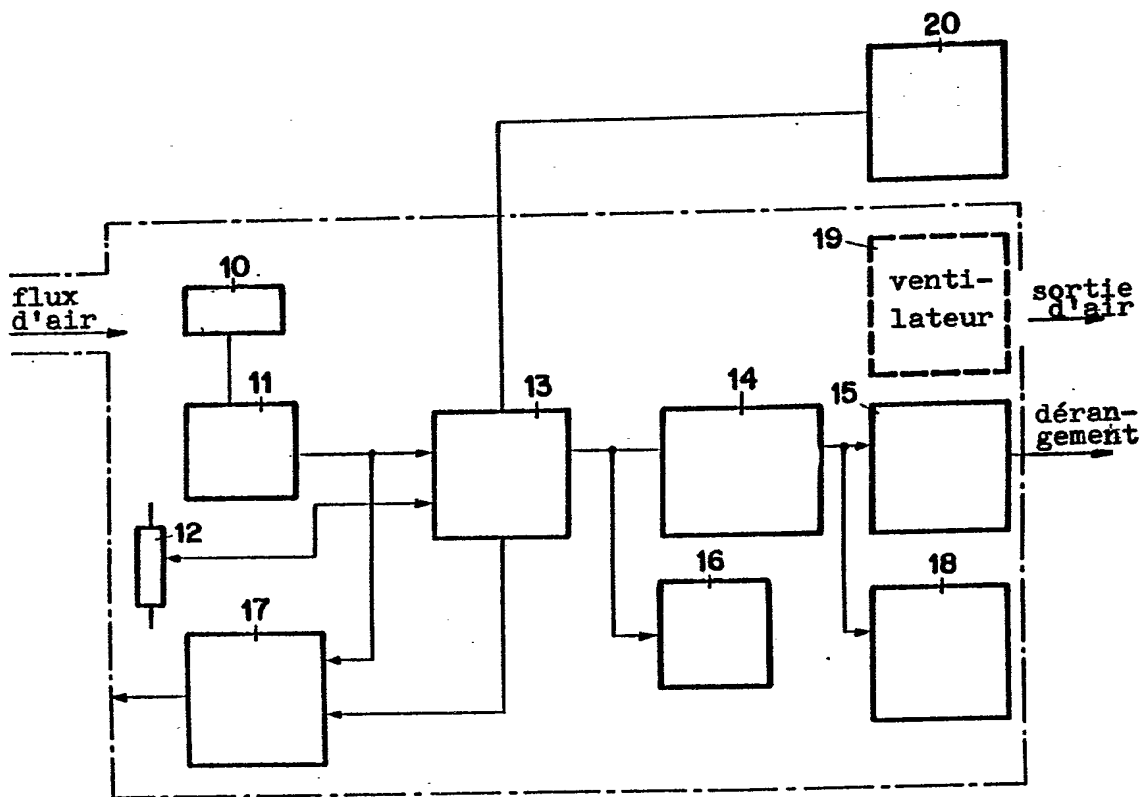 20
19
venti-
lateur
sortie
d'air
10
flux
d'air
11
13
14
15
déran-
gement
12
16
18
17